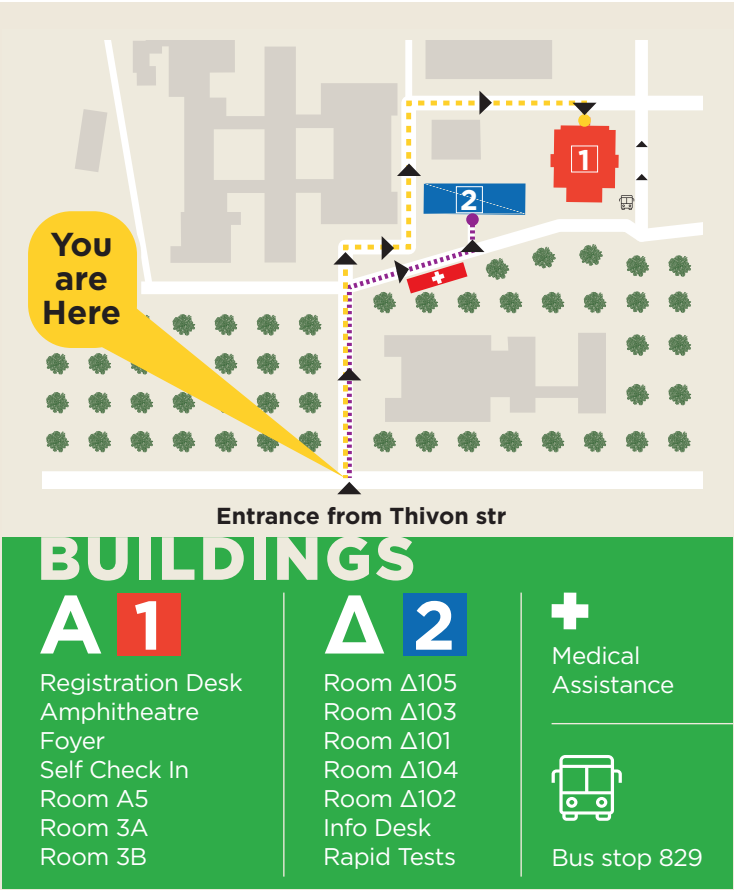 1
2
You
are
Here
Entrance from Thivon str
BUILDINGS
A 1
Registration Desk
Amphitheatre
Foyer
Self Check In
Room A5
Room 3A
Room 3B
Δ 2
Room Δ105
Room Δ103
Room Δ101
Room Δ104
Room Δ102
Info Desk
Rapid Tests
Medical
Assistance
Bus stop 829